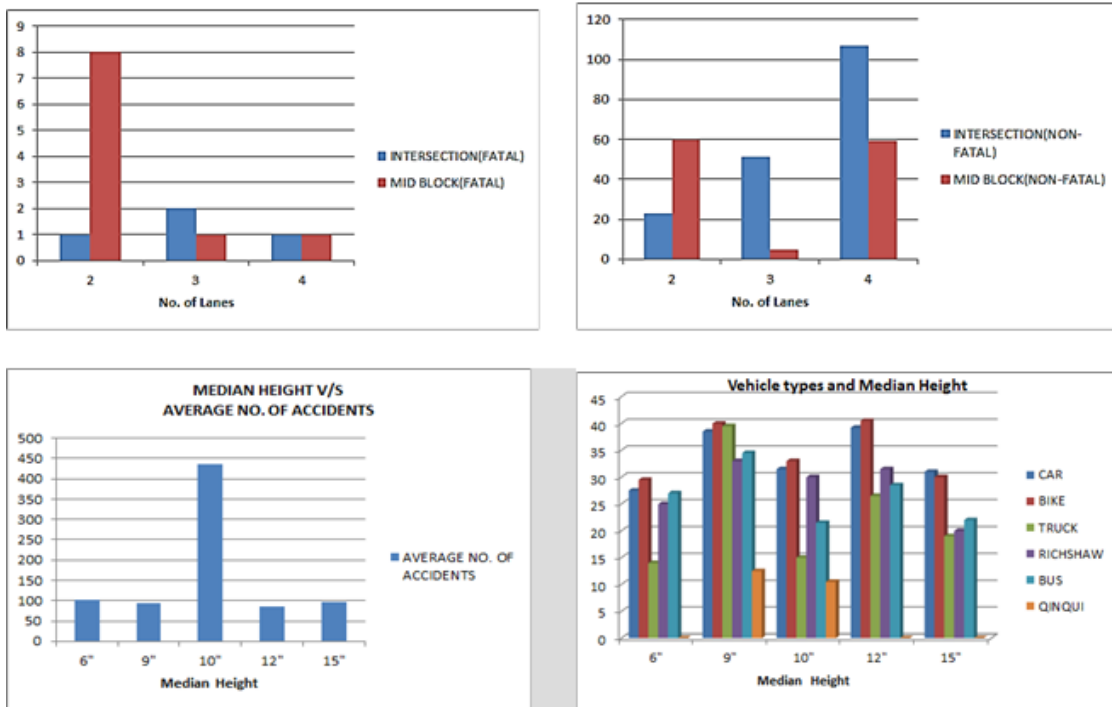 9
8
7
6
5
4
3
2
1
0
2 3 4
No. of Lanes
INTERSECTION(FATAL)
MID BLOCK(FATAL)
120
100
80
60
40
20
0
2 3 4
No. of Lanes
INTERSECTION(NON-
FATAL)
MID BLOCK(NON-FATAL)
MEDIAN HEIGHT V/S
AVERAGE NO. OF ACCIDENTS
500
450
400
350
300
250
200
150
100
50
0
6" 9" 10" 12" 15"
Median Height
AVERAGE NO. OF
ACCIDENTS
Vehicle types and Median Height
45
40
35
30
25
20
15
10
5
0
6" 9" 10" 12" 15"
Median Height
CAR
BIKE
TRUCK
RICHSHAW
BUS
QINQUI